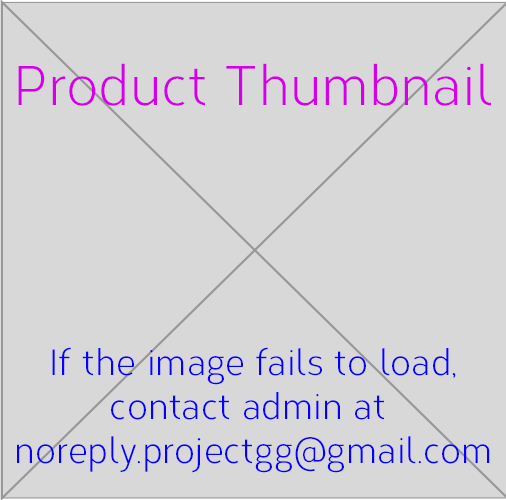 Product Thumbnail
If the image fails to load,
contact admin at
noreply.projectgg@gmail.com